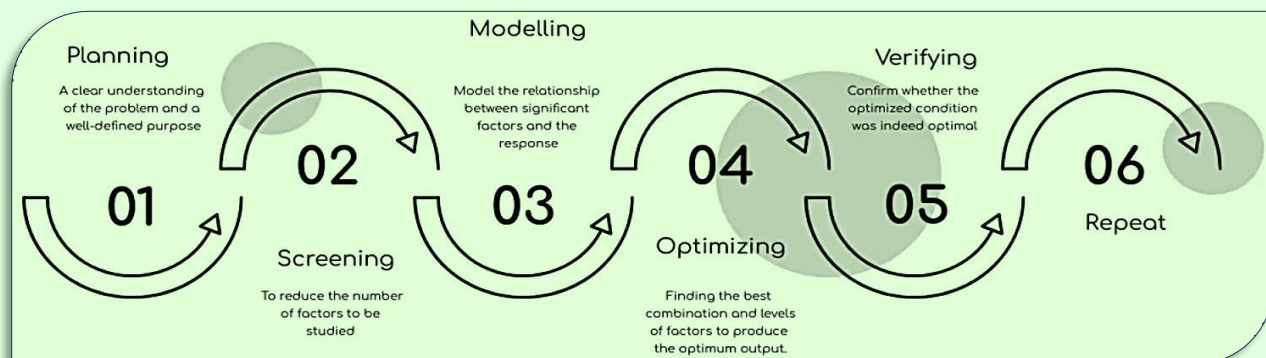 Planning
A clear understanding
of the problem and a
well-defined purpose
01
02
Screening
To reduce the number
of factors to be
studied
Modelling
Model the relationship
between significant
factors and the
response
03
04
Optimizing
Finding the best
combination and levels
of factors to produce
the optimum output.
Verifying
Confirm whether the
optimized condition
was indeed optimal
05
06
Repeat